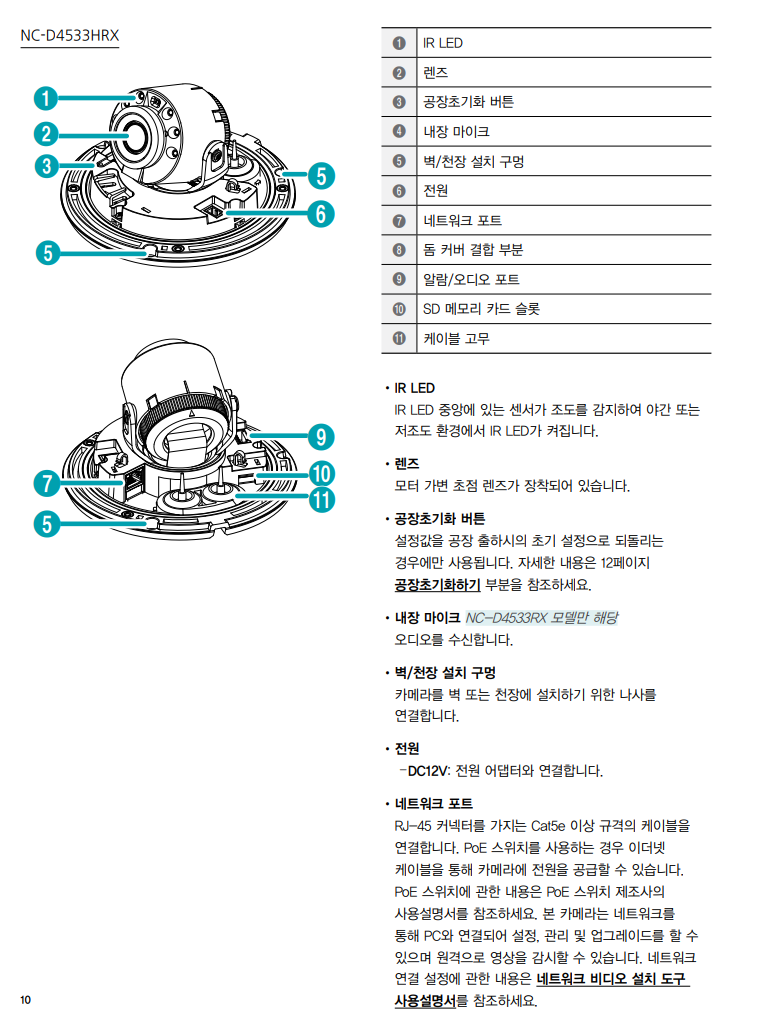 NC-D4533HRX
1
2
3
5
6
5
9
10
7
11
5
1 IR LED
2 렌즈
3 공장초기화 버튼
4 내장 마이크
5 벽/천장 설치 구멍
6 전원
7 네트워크 포트
8 돔 커버 결합 부분
9 알람/오디오 포트
10 SD 메모리 카드 슬롯
11 케이블 고무
• IR LED
IR LED 중앙에 있는 센서가 조도를 감지하여 야간 또는
저조도 환경에서 IR LED가 켜집니다.
• 렌즈
모터 가변 초점 렌즈가 장착되어 있습니다.
• 공장초기화 버튼
설정값을 공장 출하시의 초기 설정으로 되돌리는
경우에만 사용됩니다. 자세한 내용은 12페이지
공장초기화하기 부분을 참조하세요.
• 내장 마이크 NC-D4533RX 모델만 해당
오디오를 수신합니다.
• 벽/천장 설치 구멍
카메라를 벽 또는 천장에 설치하기 위한 나사를
연결합니다.
• 전원
-DC12V: 전원 어댑터와 연결합니다.
• 네트워크 포트
RJ-45 커넥터를 가지는 Cat5e 이상 규격의 케이블을
연결합니다. PoE 스위치를 사용하는 경우 이더넷
케이블을 통해 카메라에 전원을 공급할 수 있습니다.
PoE 스위치에 관한 내용은 PoE 스위치 제조사의
사용설명서를 참조하세요. 본 카메라는 네트워크를
통해 PC와 연결되어 설정, 관리 및 업그레이드를 할 수
있으며 원격으로 영상을 감시할 수 있습니다. 네트워크
연결 설정에 관한 내용은 네트워크 비디오 설치 도구
사용설명서를 참조하세요.
10